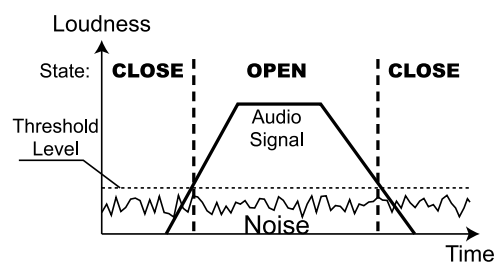 Loudness
State: CLOSE OPEN CLOSE
Audio
Signal
Threshold
Level
Noise
Time